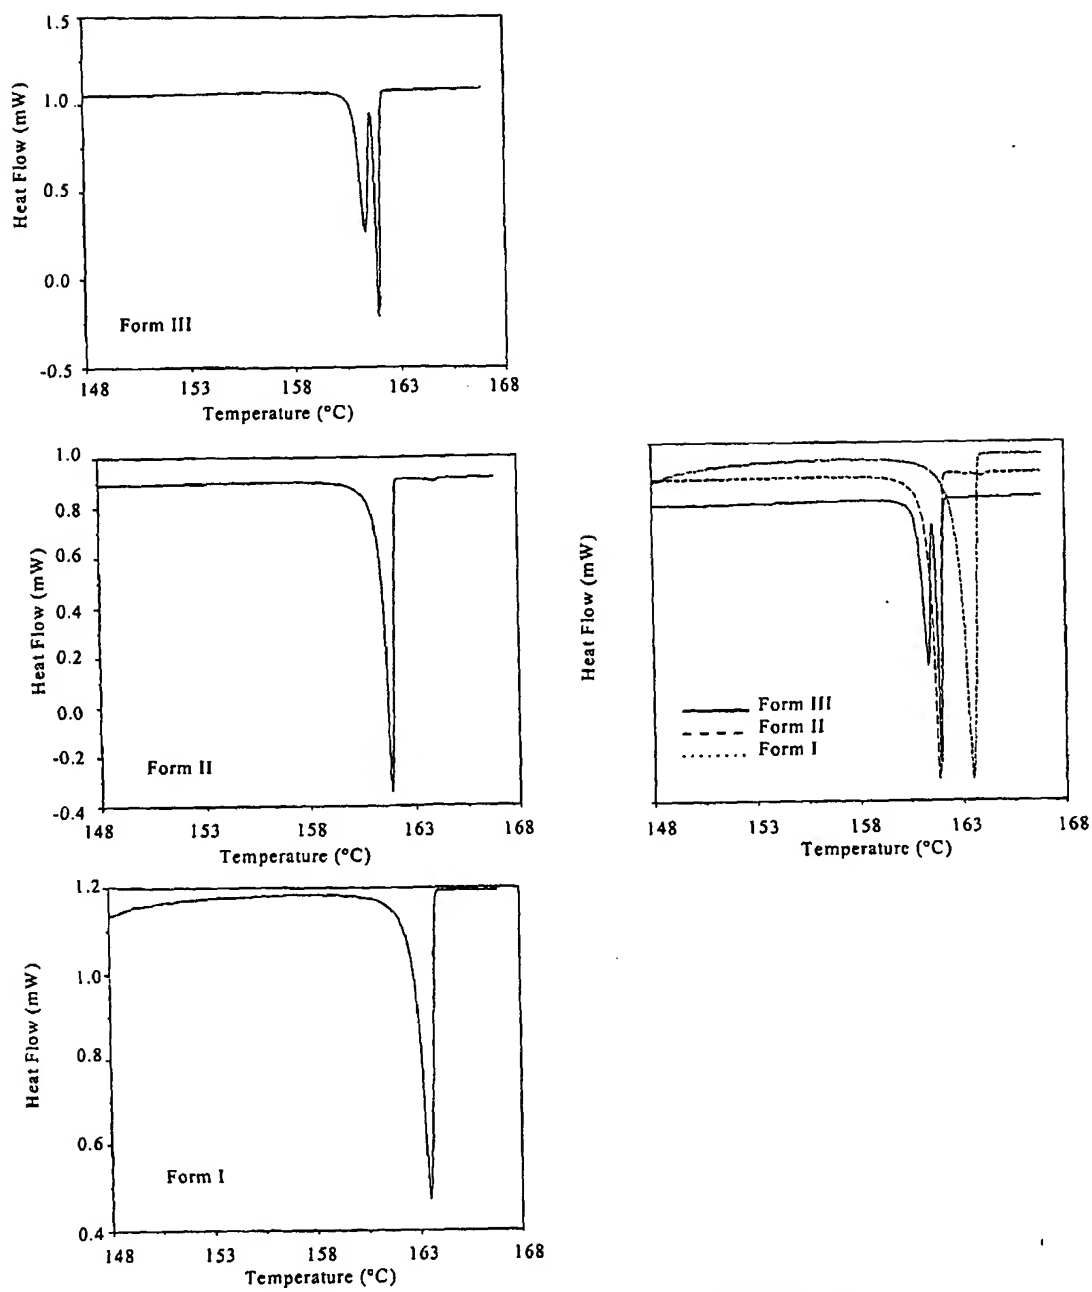 1.5
1.0
0.5
0.0
-0.5
Heat Flow (mW)
Form III
148 153 158 163 168
Temperature (°C)
1.0
0.8
0.6
0.4
0.2
0.0
-0.2
-0.4
Heat Flow (mW)
Form II
148 153 158 163 168
Temperature (°C)
Heat Flow (mW)
Form III
Form II
Form I
148 153 158 163 168
Temperature (°C)
1.2
1.0
0.8
0.6
0.4
Heat Flow (mW)
Form I
148 153 158 163 168
Temperature (°C)